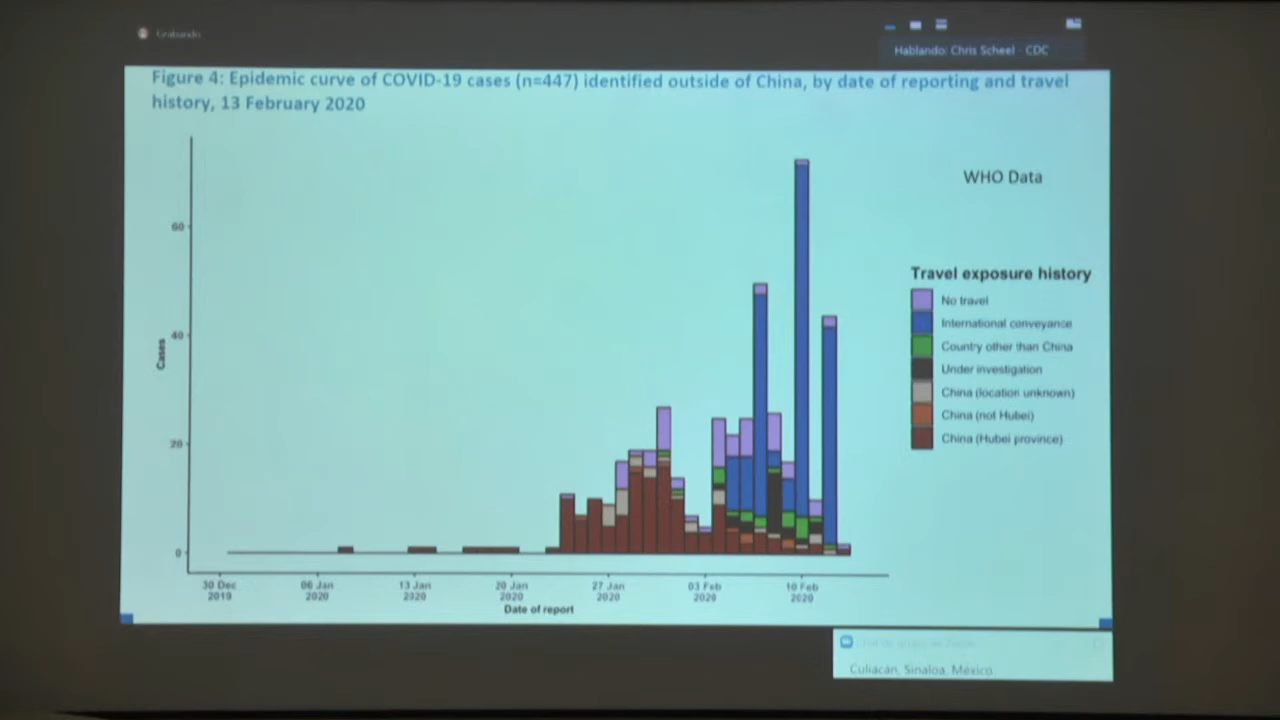 Grabando
Hablando: Chris Scheel - CDC
Figure 4: Epidemic curve of COVID-19 cases (n=447) identified outside of China, by date of reporting and travel
history, 13 February 2020
WHO Data
60
40
20
0
Cases
Travel exposure history
No travel
International conveyance
Country other than China
Under investigation
China (location unknown)
China (not Hubei)
China (Hubei province)
30 Dec
2019
06 Jan
2020
13 Jan
2020
20 Jan
2020
27 Jan
2020
03 Feb
2020
10 Feb
2020
Date of report
Culiacán, Sinaloa, México